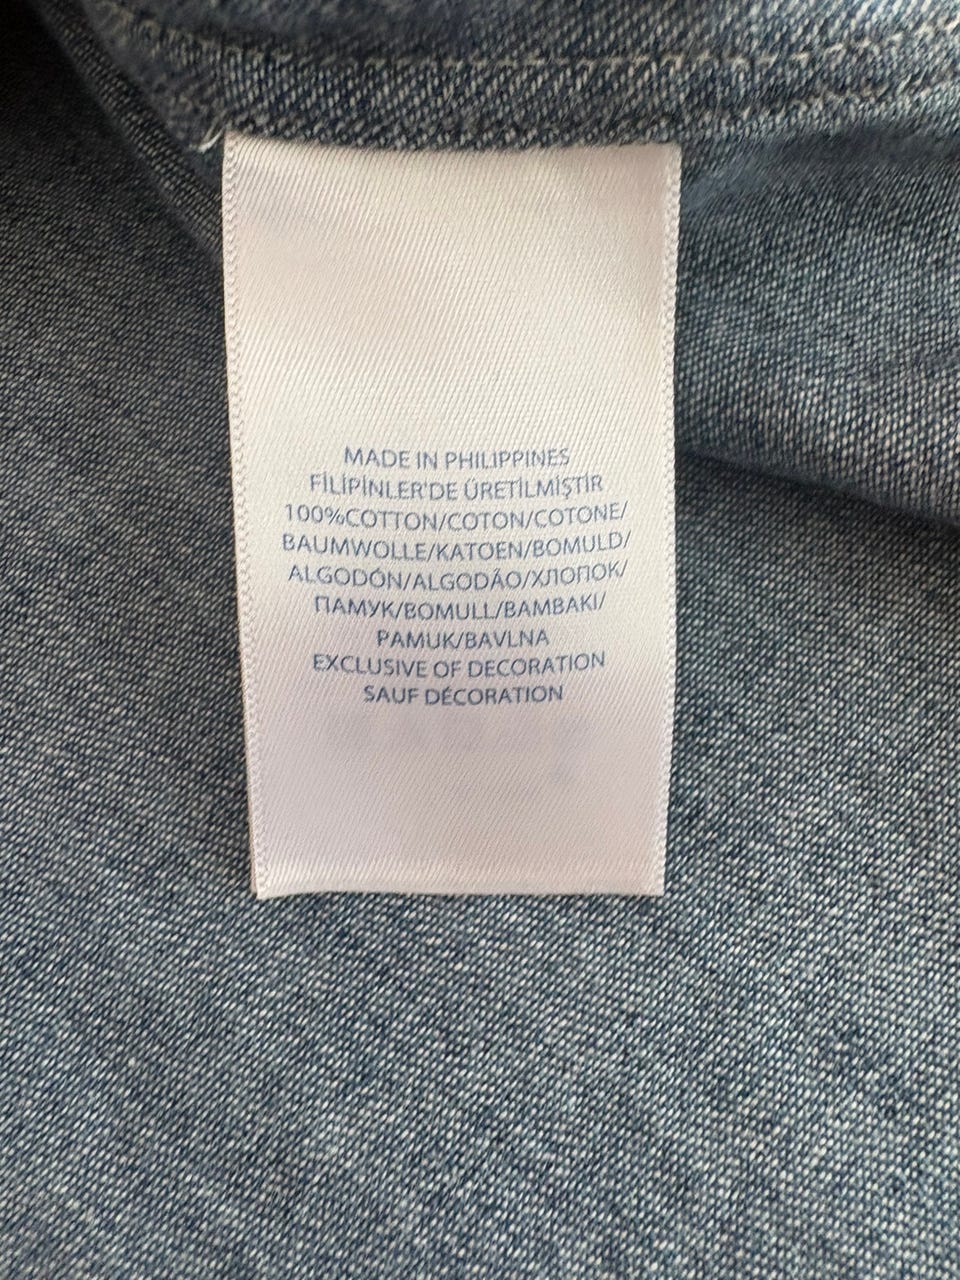 MADE IN PHILIPPINES
FİLİPİNLER'DE ÜRETİLMİŞTİR
100%COTTON/COTON/COTONE/
BAUMWOLLE/KATOEN/BOMULD/
ALGODÓN/ALGODÃO/ХЛОПОК/
ПАМУК/BOMULL/BAMBAKI/
PAMUK/BAVLNA
EXCLUSIVE OF DECORATION
SAUF DÉCORATION